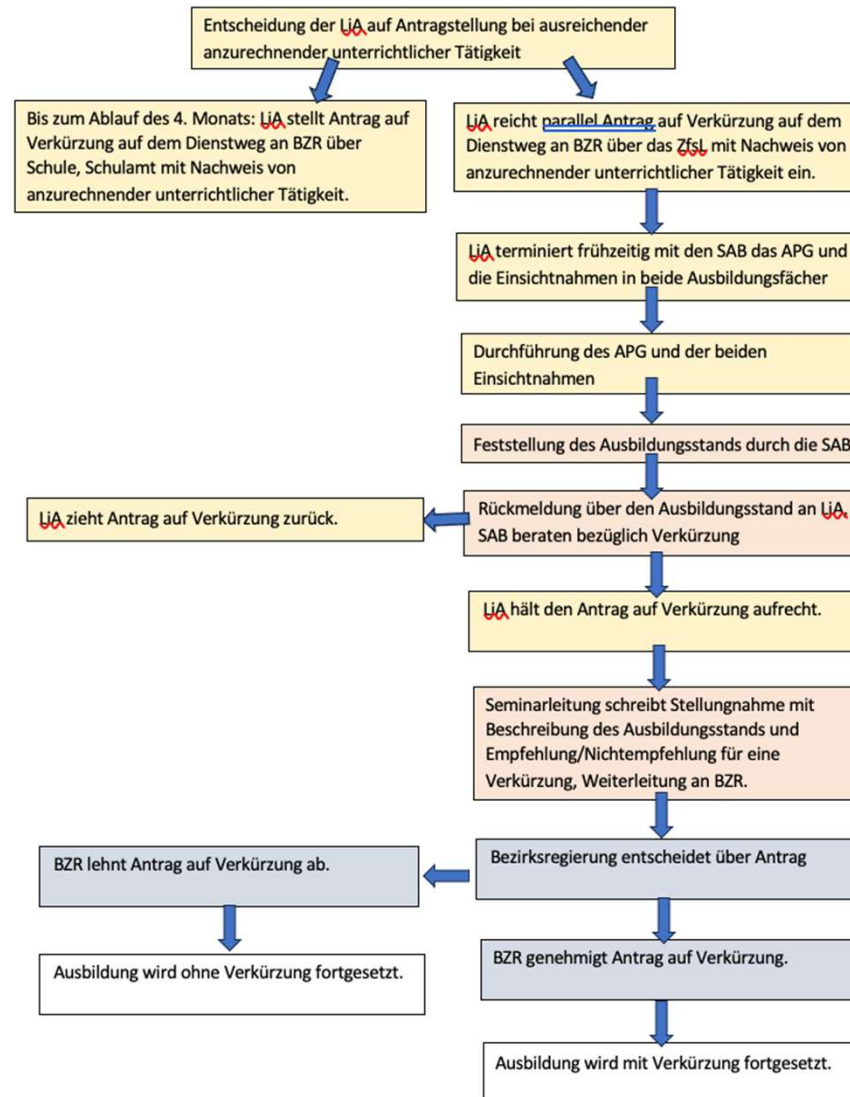 Entscheidung der LiA auf Antragstellung bei ausreichender
anzurechnender unterrichtlicher Tätigkeit
Bis zum Ablauf des 4. Monats: LiA stellt Antrag auf
Verkürzung auf dem Dienstweg an BZR über
Schule, Schulamt mit Nachweis von
anzurechnender unterrichtlicher Tätigkeit.
LiA reicht parallel Antrag auf Verkürzung auf dem
Dienstweg an BZR über das ZfsL mit Nachweis von
anzurechnender unterrichtlicher Tätigkeit ein.
LiA terminiert frühzeitig mit den SAB das APG und
die Einsichtnahmen in beide Ausbildungsfächer
Durchführung des APG und der beiden
Einsichtnahmen
Feststellung des Ausbildungsstands durch die SAB
Rückmeldung über den Ausbildungsstand an LiA,
SAB beraten bezüglich Verkürzung
LiA zieht Antrag auf Verkürzung zurück.
LiA hält den Antrag auf Verkürzung aufrecht.
Seminarleitung schreibt Stellungnahme mit
Beschreibung des Ausbildungsstands und
Empfehlung/Nichtempfehlung für eine
Verkürzung, Weiterleitung an BZR.
Bezirksregierung entscheidet über Antrag
BZR lehnt Antrag auf Verkürzung ab.
BZR genehmigt Antrag auf Verkürzung.
Ausbildung wird ohne Verkürzung fortgesetzt.
Ausbildung wird mit Verkürzung fortgesetzt.